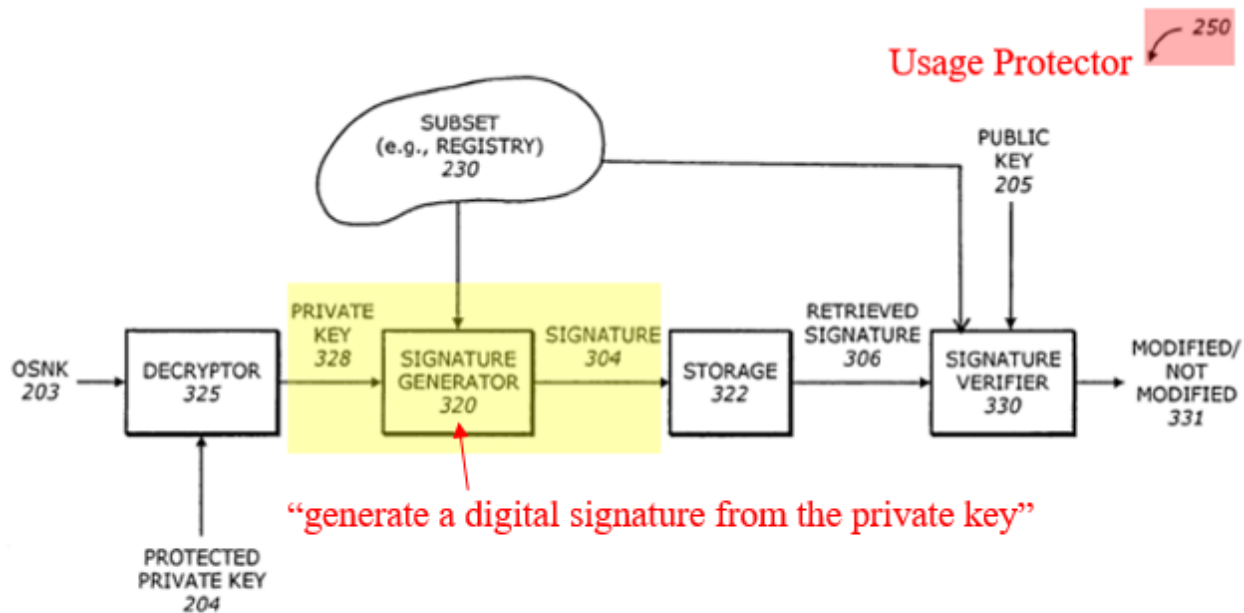 250
Usage Protector
SUBSET
(e.g., REGISTRY)
230
PUBLIC
KEY
205
PRIVATE
KEY
328
SIGNATURE
304
RETRIEVED
SIGNATURE
306
OSNK
203
DECRYPTOR
325
SIGNATURE
GENERATOR
320
STORAGE
322
SIGNATURE
VERIFIER
330
MODIFIED/
NOT
MODIFIED
331
“generate a digital signature from the private key”
PROTECTED
PRIVATE KEY
204